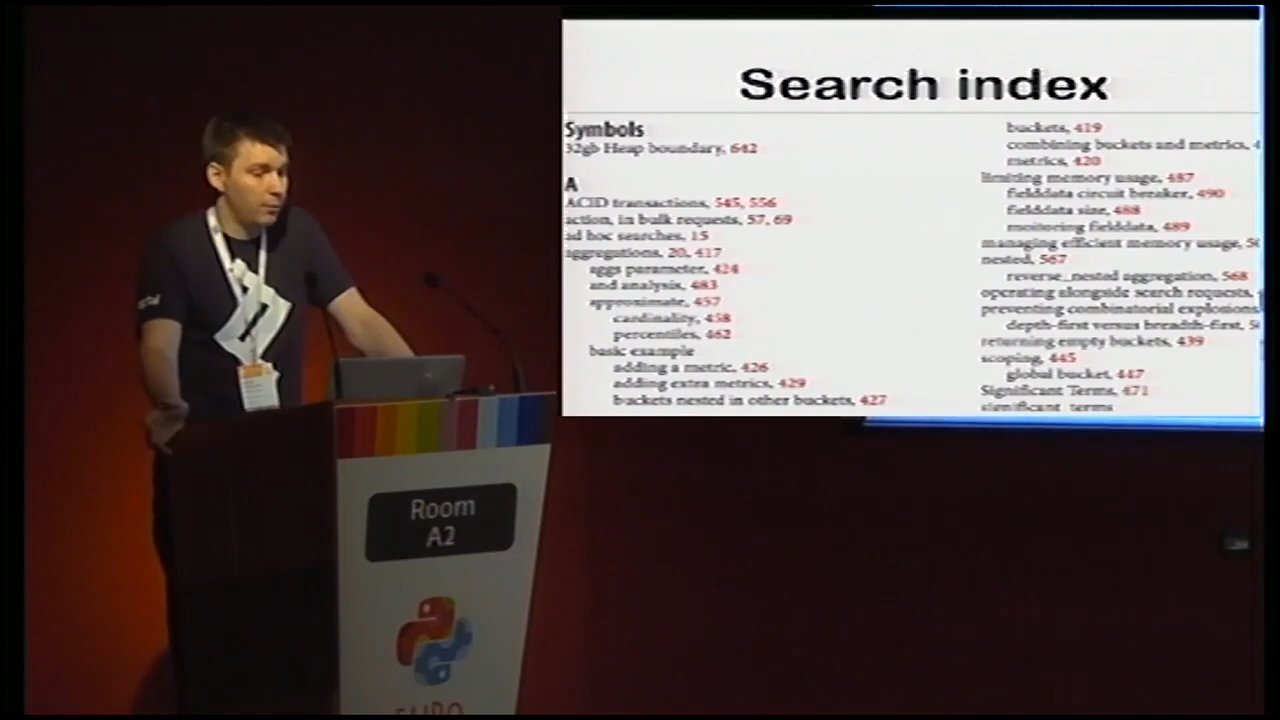 Search index
Symbols
32gb Heap boundary, 642
A
ACID transactions, 545, 556
action, in bulk requests, 57, 69
ad hoc searches, 15
aggregations, 20, 417
aggs parameter, 424
and analysis, 483
approximate, 457
cardinality, 458
percentiles, 462
basic example
adding a metric, 426
adding extra metrics, 429
buckets nested in other buckets, 427
buckets, 419
combining buckets and metrics,
metrics, 420
limiting memory usage, 487
fielddata circuit breaker, 490
fielddata size, 488
moitoring fielddata, 489
managing efficient memory usage,
nested, 567
reverse_nested aggregation, 568
operating alongside search requests,
preventing combinatorial explosions
depth-first versus breadth-first,
returning empty buckets, 439
scoping, 445
global bucket, 447
Significant Terms, 471
significant_terms
Room
A2
EURO